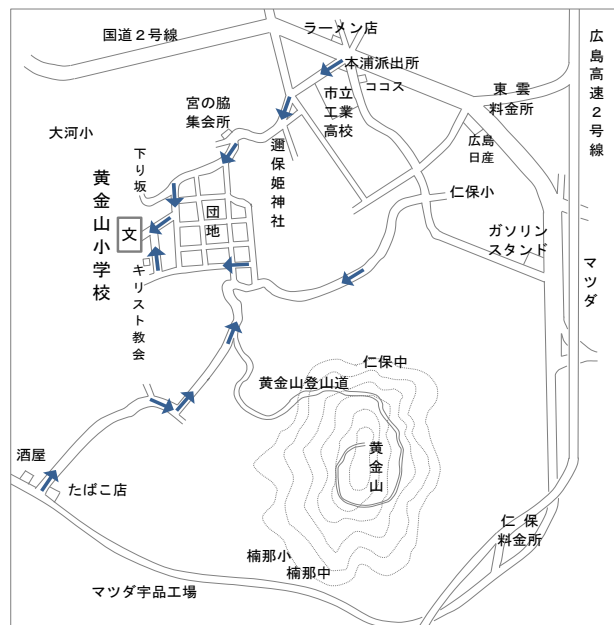 国道２号線
ラーメン店
本浦派出所
ココス
市立
工業
高校
宮の脇
集会所
大河小
邇保姫神社
東雲
料金所
広島
日産
広島高速２号線
下り坂
黄金山小学校
文
団地
仁保小
ガソリン
スタンド
マツダ
キリスト教会
仁保中
黄金山登山道
黄金山
酒屋
たばこ店
楠那小
楠那中
仁保
料金所
マツダ宇品工場